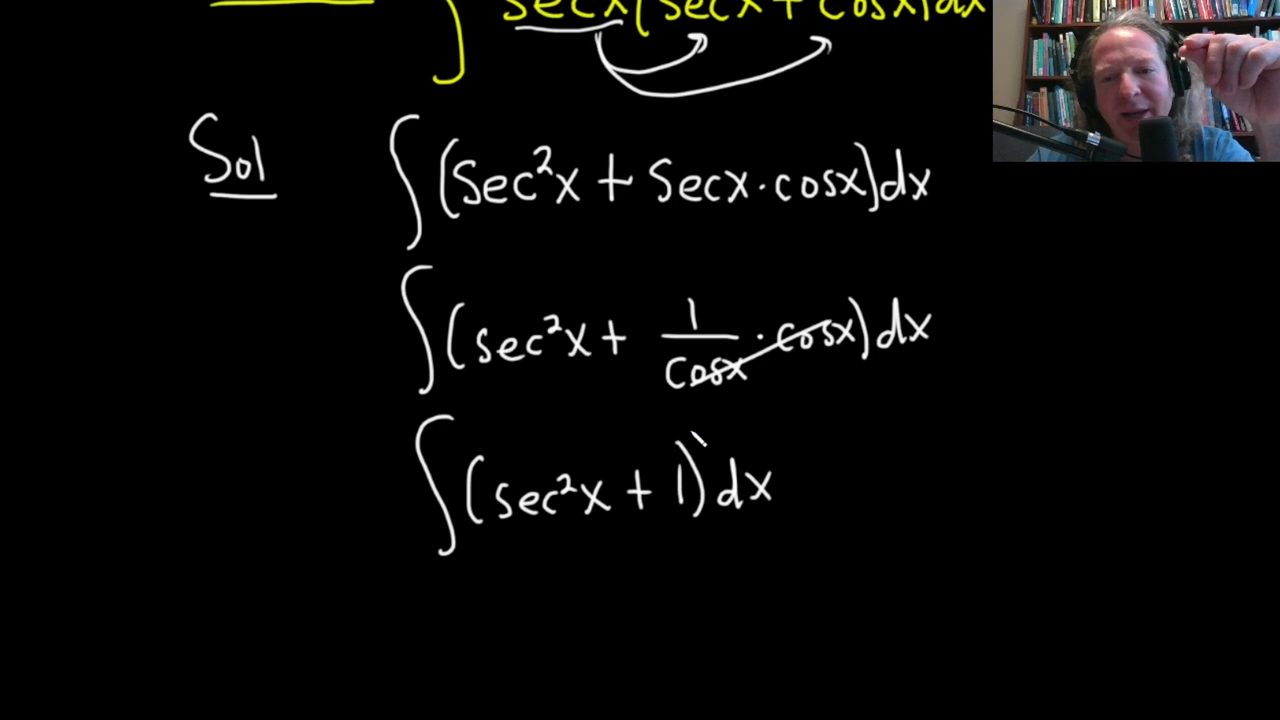 ∫ secx(secx + cosx)dx
Sol ∫(sec²x + secx·cosx)dx
∫(sec²x + 1/cosx · cosx)dx
∫(sec²x + 1)dx